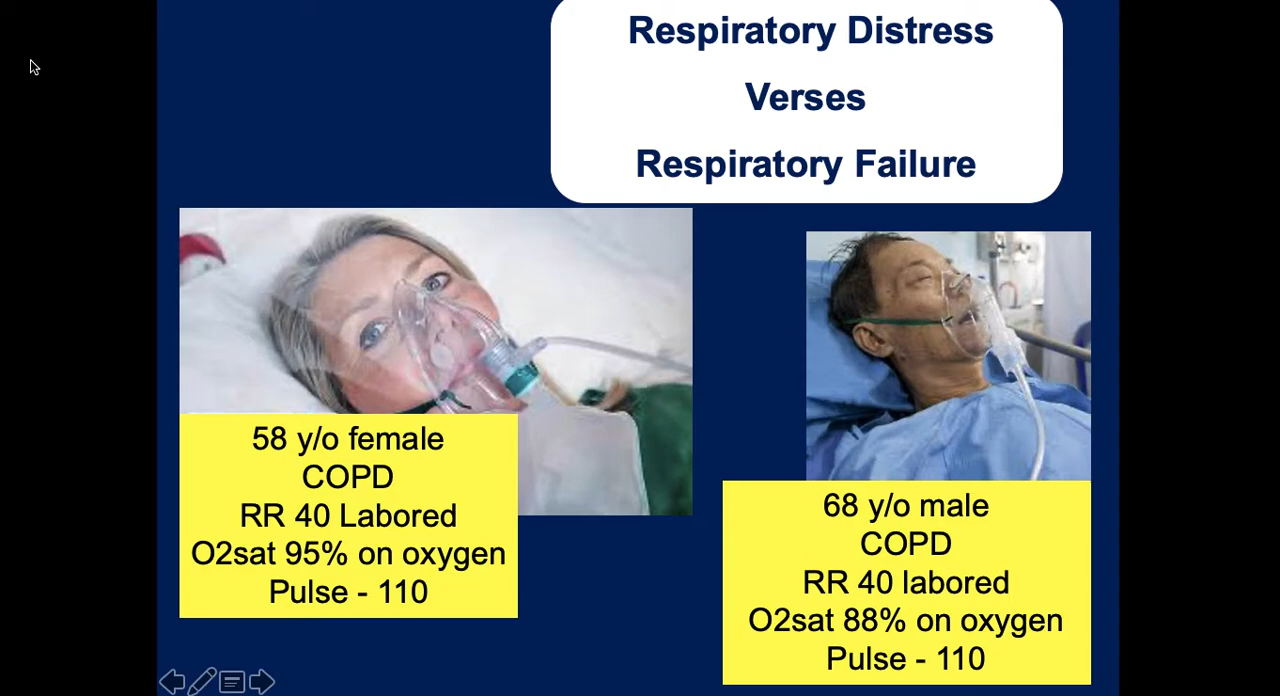 Respiratory Distress
Verses
Respiratory Failure
58 y/o female
COPD
RR 40 Labored
O2sat 95% on oxygen
Pulse - 110
68 y/o male
COPD
RR 40 labored
O2sat 88% on oxygen
Pulse - 110